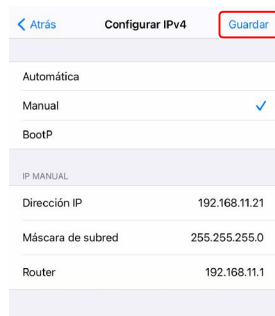 Atrás Configurar IPv4 Guardar
Automática
Manual
BootP
IP MANUAL
Dirección IP 192.168.11.21
Máscara de subred 255.255.255.0
Router 192.168.11.1